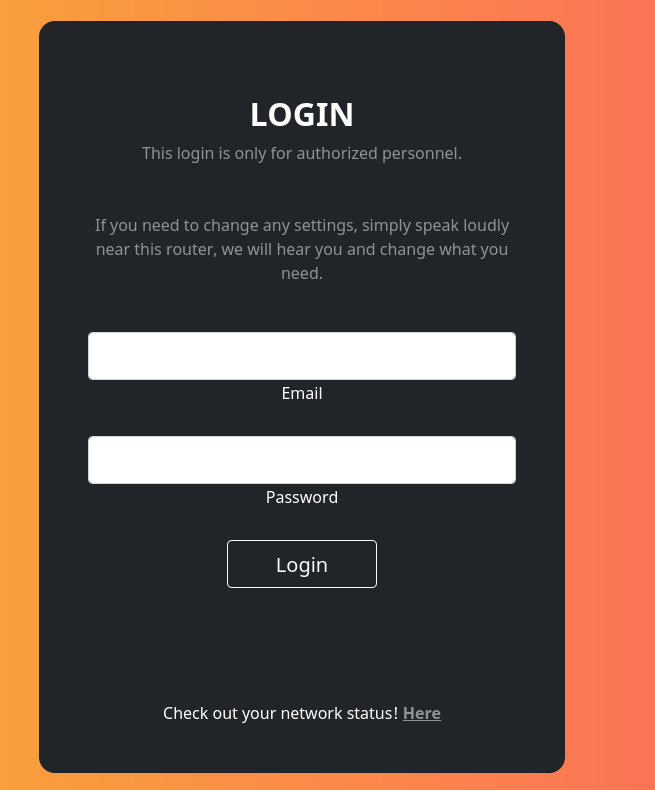 LOGIN
This login is only for authorized personnel.
If you need to change any settings, simply speak loudly
near this router, we will hear you and change what you
need.
Email
Password
Login
Check out your network status! Here